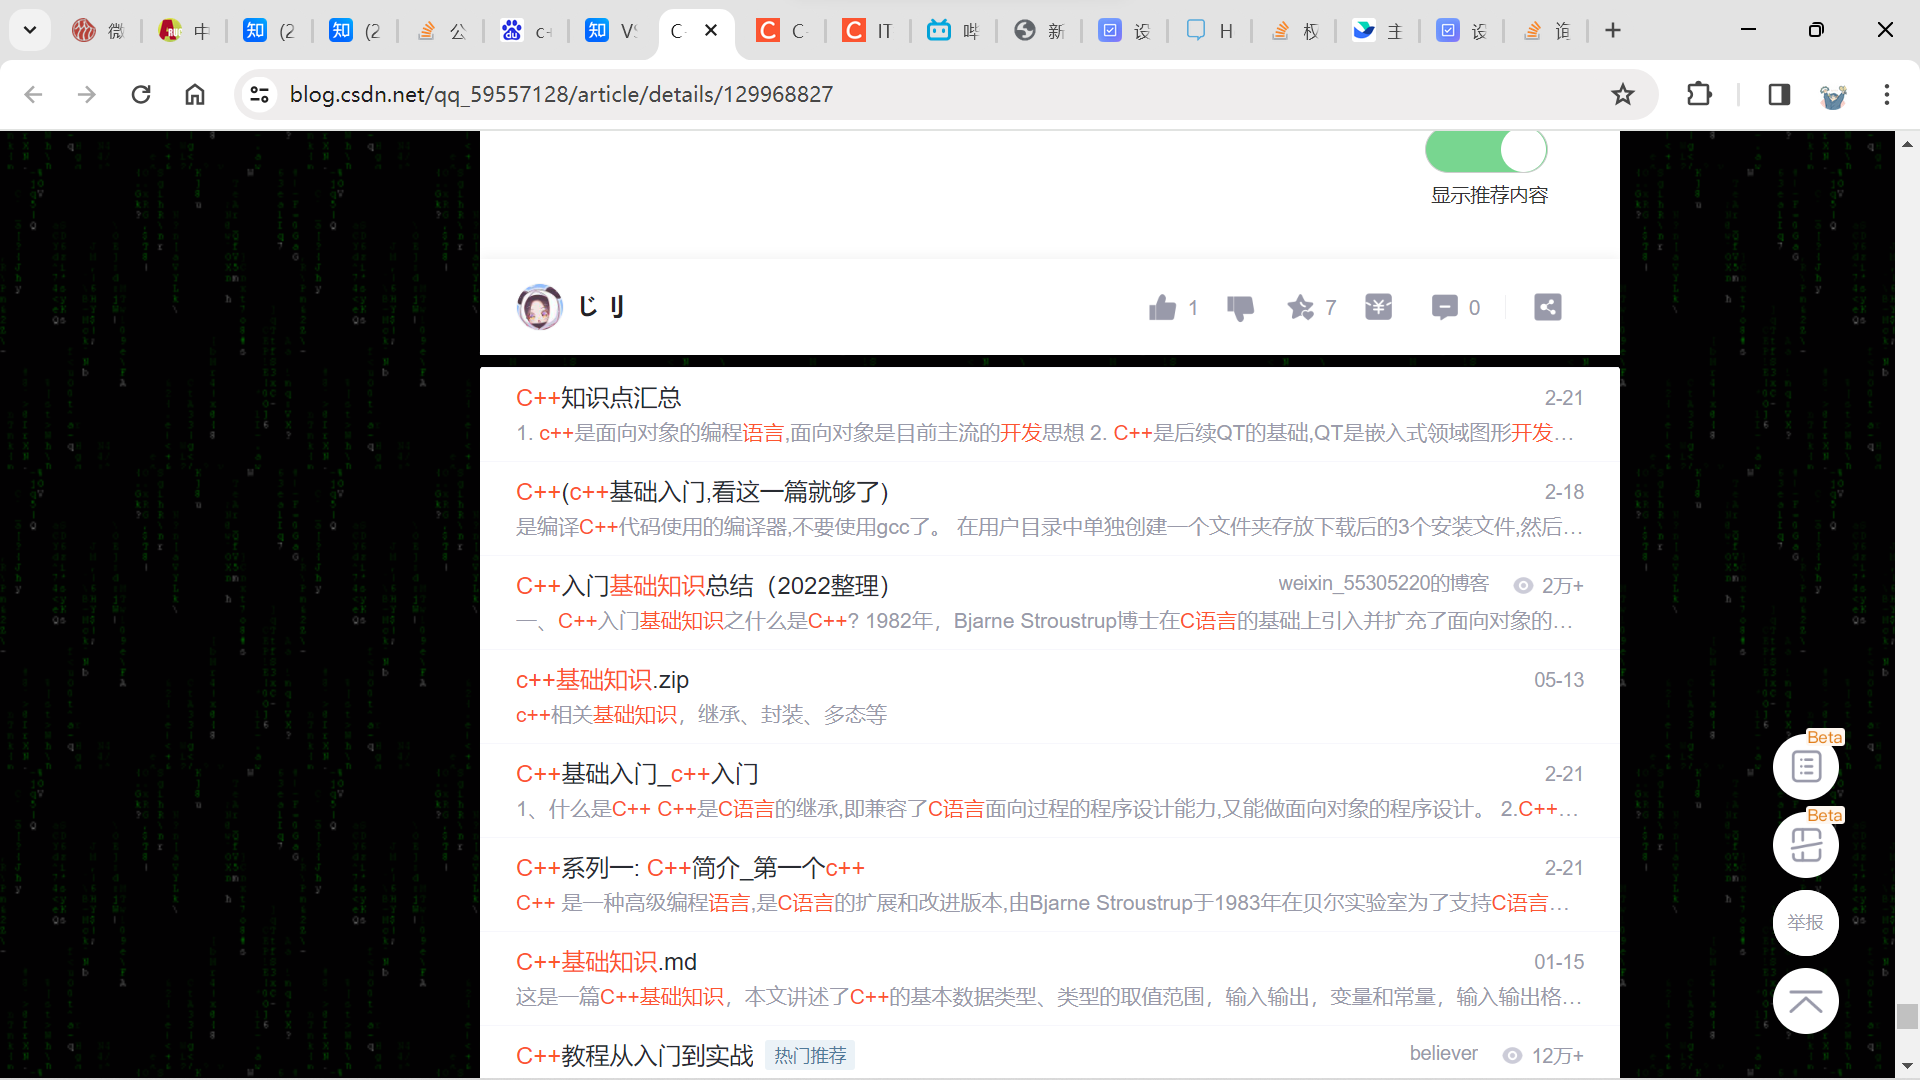 微
中
(2
(2
公
c+
VS
C-
C-
IT
哔
新
设
H
权
主
设
询
blog.csdn.net/qq_59557128/article/details/129968827
显示推荐内容
じ刂
1
7
0
C++知识点汇总 2-21
1. c++是面向对象的编程语言,面向对象是目前主流的开发思想 2. C++是后续QT的基础,QT是嵌入式领域图形开发...
C++(c++基础入门,看这一篇就够了) 2-18
是编译C++代码使用的编译器,不要使用gcc了。 在用户目录中单独创建一个文件夹存放下载后的3个安装文件,然后...
C++入门基础知识总结（2022整理） weixin_55305220的博客 2万+
一、C++入门基础知识之什么是C++? 1982年，Bjarne Stroustrup博士在C语言的基础上引入并扩充了面向对象的...
c++基础知识.zip 05-13
c++相关基础知识，继承、封装、多态等
C++基础入门_c++入门 2-21
1、什么是C++ C++是C语言的继承,即兼容了C语言面向过程的程序设计能力,又能做面向对象的程序设计。 2.C++...
C++系列一: C++简介_第一个c++ 2-21
C++ 是一种高级编程语言,是C语言的扩展和改进版本,由Bjarne Stroustrup于1983年在贝尔实验室为了支持C语言...
C++基础知识.md 01-15
这是一篇C++基础知识，本文讲述了C++的基本数据类型、类型的取值范围，输入输出，变量和常量，输入输出格...
C++教程从入门到实战 热门推荐 believer 12万+
Beta
Beta
举报